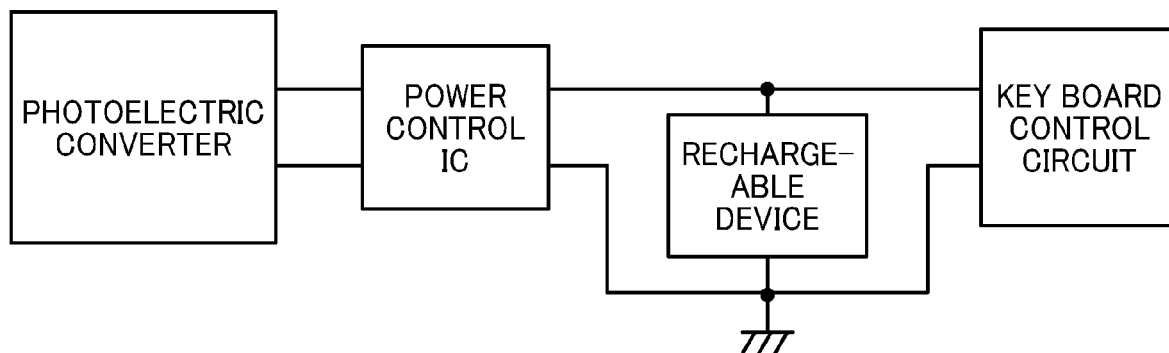 PHOTOELECTRIC
CONVERTER
POWER
CONTROL
IC
RECHARGE-
ABLE
DEVICE
KEY BOARD
CONTROL
CIRCUIT